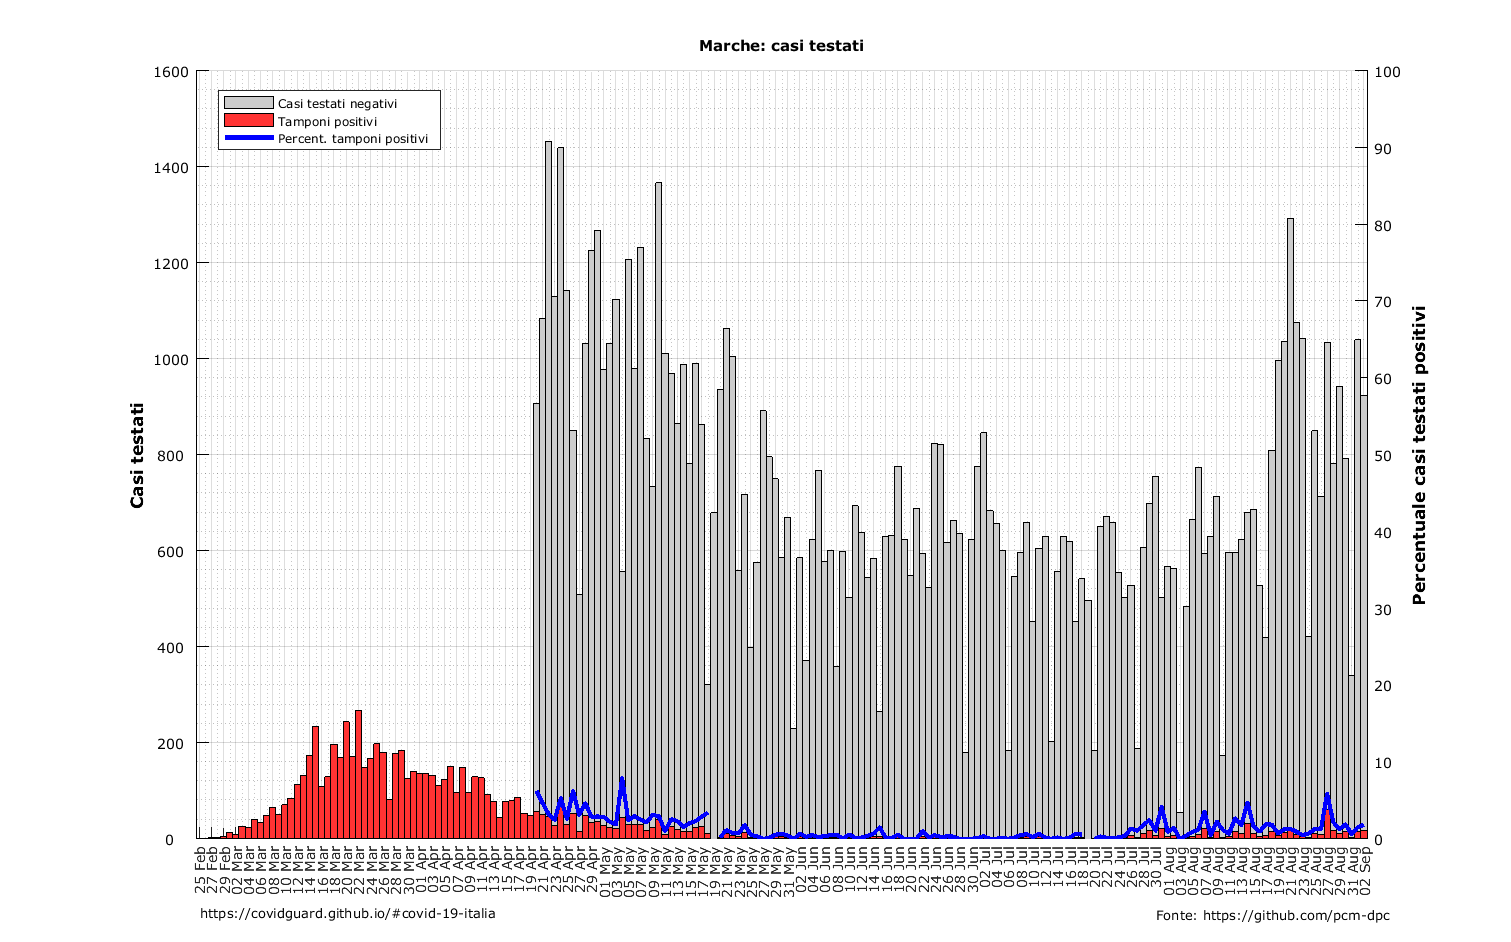 Marche: casi testati
1600
1400
1200
1000
800
600
400
200
0
100
90
80
70
60
50
40
30
20
10
0
Casi testati negativi
Tamponi positivi
Percent. tamponi positivi
Casi testati
Percentuale casi testati positivi
25 Feb
27 Feb
29 Feb
02 Mar
04 Mar
06 Mar
08 Mar
10 Mar
12 Mar
14 Mar
16 Mar
18 Mar
20 Mar
22 Mar
24 Mar
26 Mar
28 Mar
30 Mar
01 Apr
03 Apr
05 Apr
07 Apr
09 Apr
11 Apr
13 Apr
15 Apr
17 Apr
19 Apr
21 Apr
23 Apr
25 Apr
27 Apr
29 Apr
01 May
03 May
05 May
07 May
09 May
11 May
13 May
15 May
17 May
19 May
21 May
23 May
25 May
27 May
29 May
31 May
02 Jun
04 Jun
06 Jun
08 Jun
10 Jun
12 Jun
14 Jun
16 Jun
18 Jun
20 Jun
22 Jun
24 Jun
26 Jun
28 Jun
30 Jun
02 Jul
04 Jul
06 Jul
08 Jul
10 Jul
12 Jul
14 Jul
16 Jul
18 Jul
20 Jul
22 Jul
24 Jul
26 Jul
28 Jul
30 Jul
01 Aug
03 Aug
05 Aug
07 Aug
09 Aug
11 Aug
13 Aug
15 Aug
17 Aug
19 Aug
21 Aug
23 Aug
25 Aug
27 Aug
29 Aug
31 Aug
02 Sep
https://covidguard.github.io/#covid-19-italia
Fonte: https://github.com/pcm-dpc